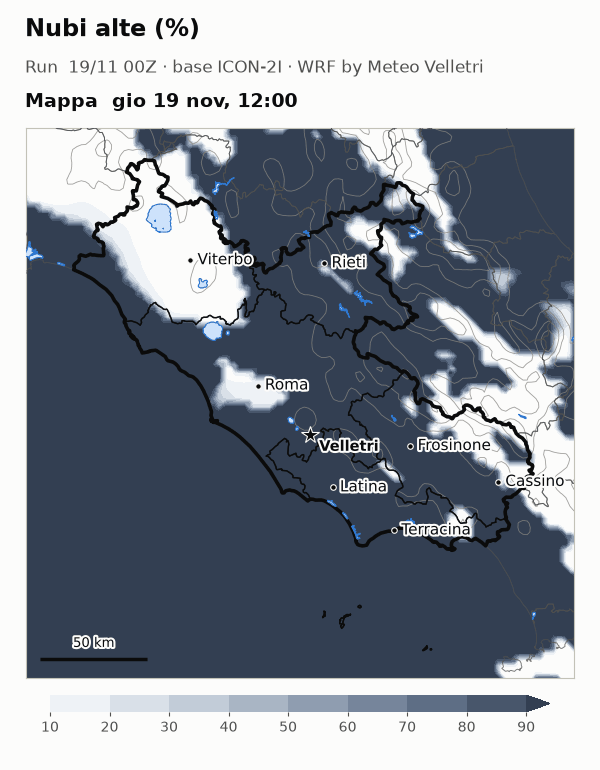 Nubi alte (%)
Run 19/11 00Z · base ICON-2I · WRF by Meteo Velletri
Mappa gio 19 nov, 12:00
Viterbo
Rieti
Roma
Velletri
Frosinone
Latina
Cassino
Terracina
50 km
10 20 30 40 50 60 70 80 90